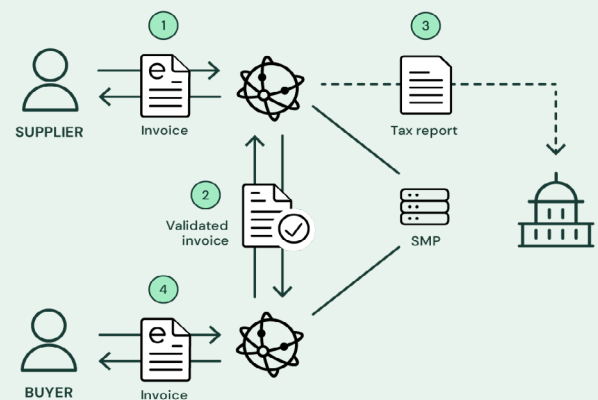 1
3
e
SUPPLIER
Invoice
Tax report
2
Validated
invoice
SMP
4
e
BUYER
Invoice